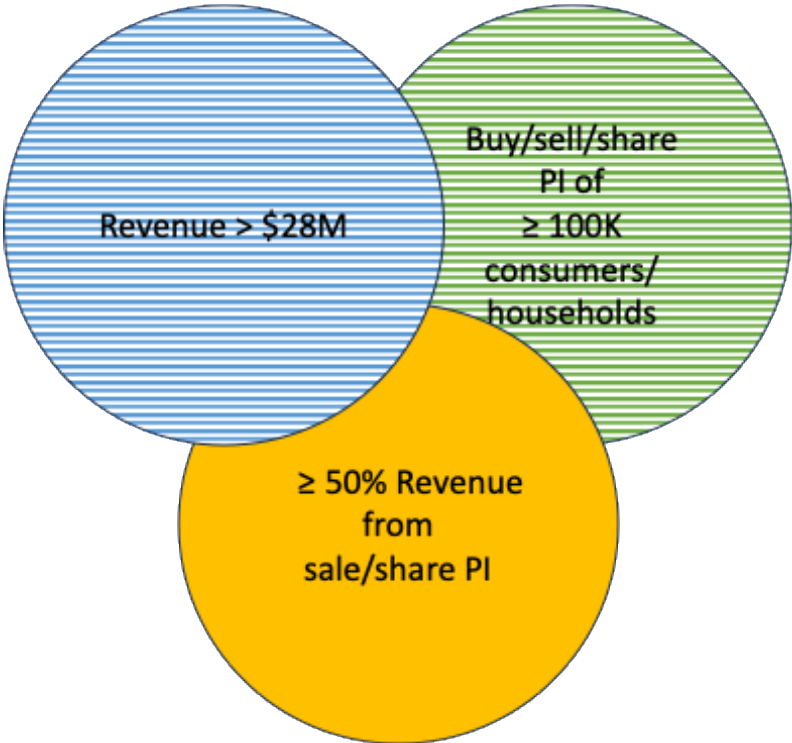 Revenue > $28M
Buy/sell/share
PI of
≥ 100K
consumers/
households
≥ 50% Revenue
from
sale/share PI